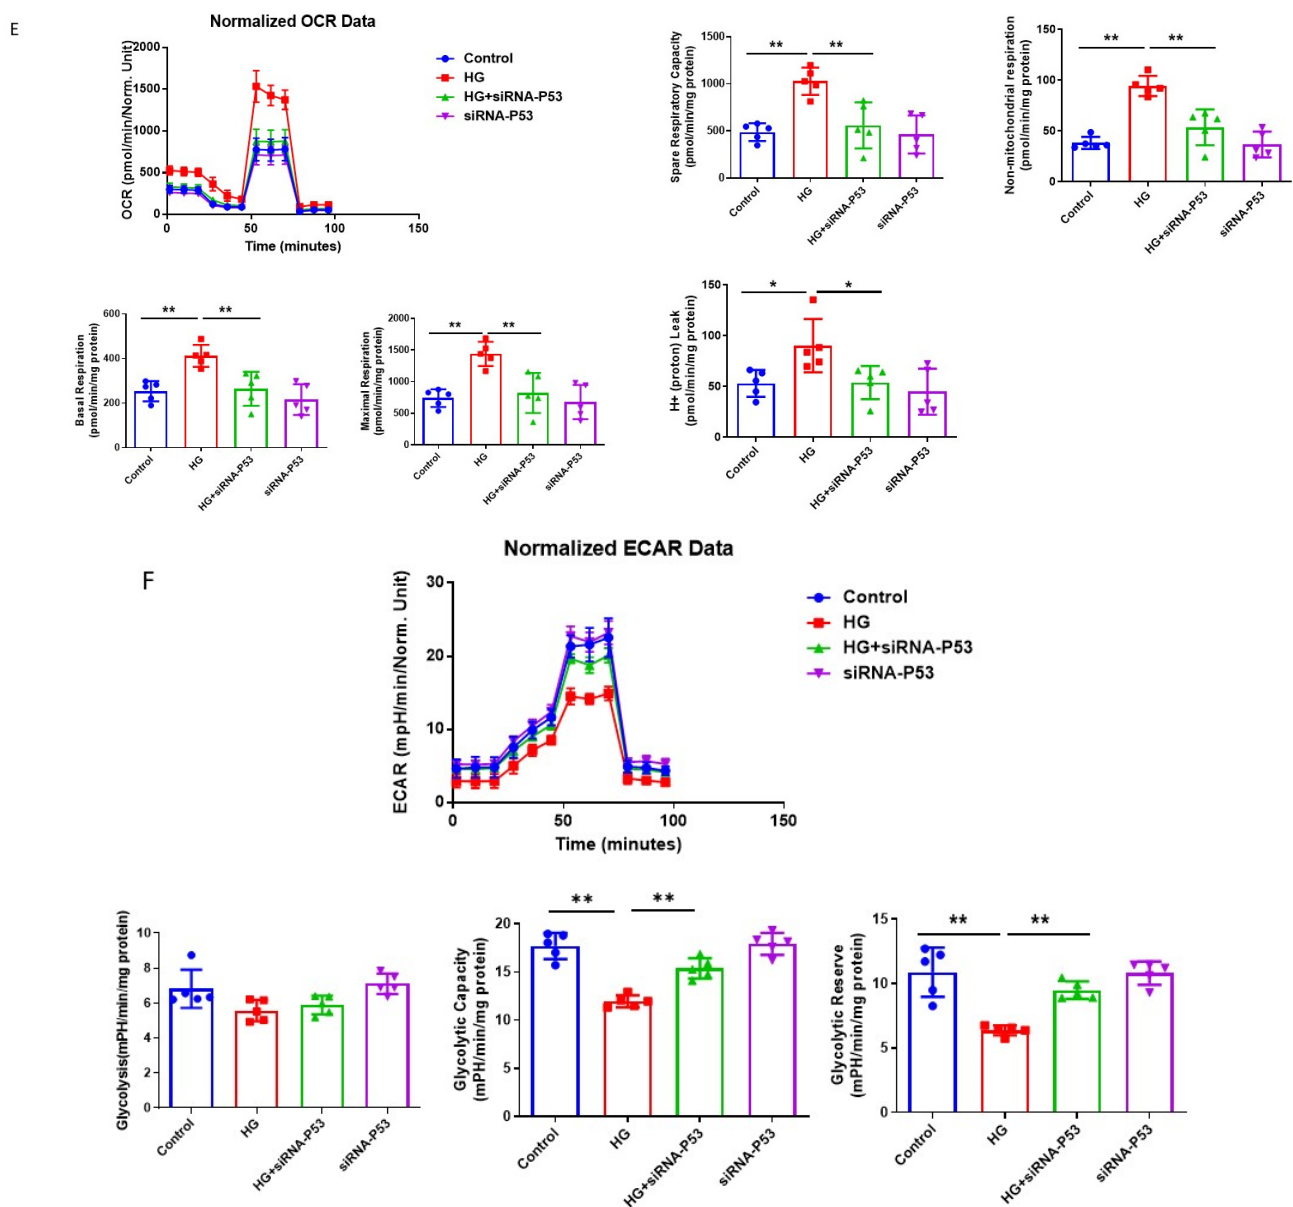 E
Normalized OCR Data
OCR (pmol/min/Norm. Unit)
2000
1500
1000
500
0
0
50
100
150
Time (minutes)
Control
HG
HG+siRNA-P53
siRNA-P53
Spare Respiratory Capacity
(pmol/min/mg protein)
1500
1000
500
0
**
**
Control
HG
HG+siRNA-P53
siRNA-P53
Non-mitochondrial respiration
(pmol/min/mg protein)
150
100
50
0
**
**
Control
HG
HG+siRNA-P53
siRNA-P53
Basal Respiration
(pmol/min/mg protein)
600
400
200
0
**
**
Control
HG
HG+siRNA-P53
siRNA-P53
Maximal Respiration
(pmol/min/mg protein)
2000
1500
1000
500
0
**
**
Control
HG
HG+siRNA-P53
siRNA-P53
H+ (proton) Leak
(pmol/min/mg protein)
150
100
50
0
*
*
Control
HG
HG+siRNA-P53
siRNA-P53
F
Normalized ECAR Data
ECAR (mpH/min/Norm. Unit)
30
20
10
0
0
50
100
150
Time (minutes)
Control
HG
HG+siRNA-P53
siRNA-P53
Glycolysis(mPH/min/mg protein)
10
8
6
4
2
0
Control
HG
HG+siRNA-P53
siRNA-P53
Glycolytic Capacity
(mPH/min/mg protein)
20
15
10
5
0
**
**
Control
HG
HG+siRNA-P53
siRNA-P53
Glycolytic Reserve
(mPH/min/mg protein)
15
10
5
0
**
**
Control
HG
HG+siRNA-P53
siRNA-P53